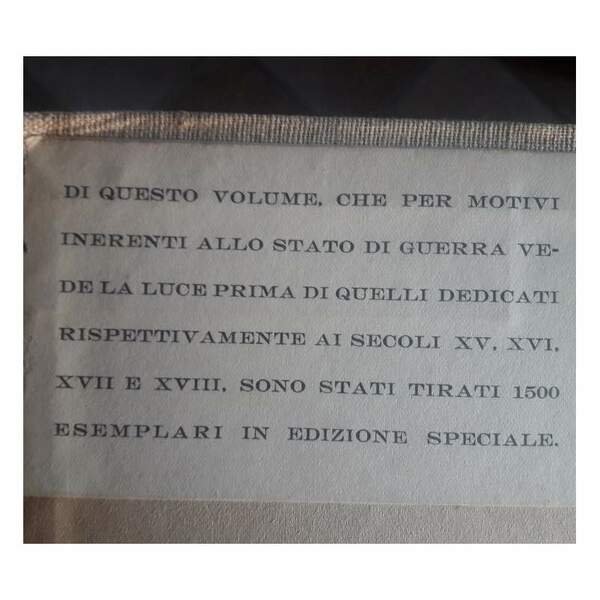 DI QUESTO VOLUME, CHE PER MOTIVI
INERENTI ALLO STATO DI GUERRA VE-
DE LA LUCE PRIMA DI QUELLI DEDICATI
RISPETTIVAMENTE AI SECOLI XV, XVI,
XVII E XVIII, SONO STATI TIRATI 1500
ESEMPLARI IN EDIZIONE SPECIALE.